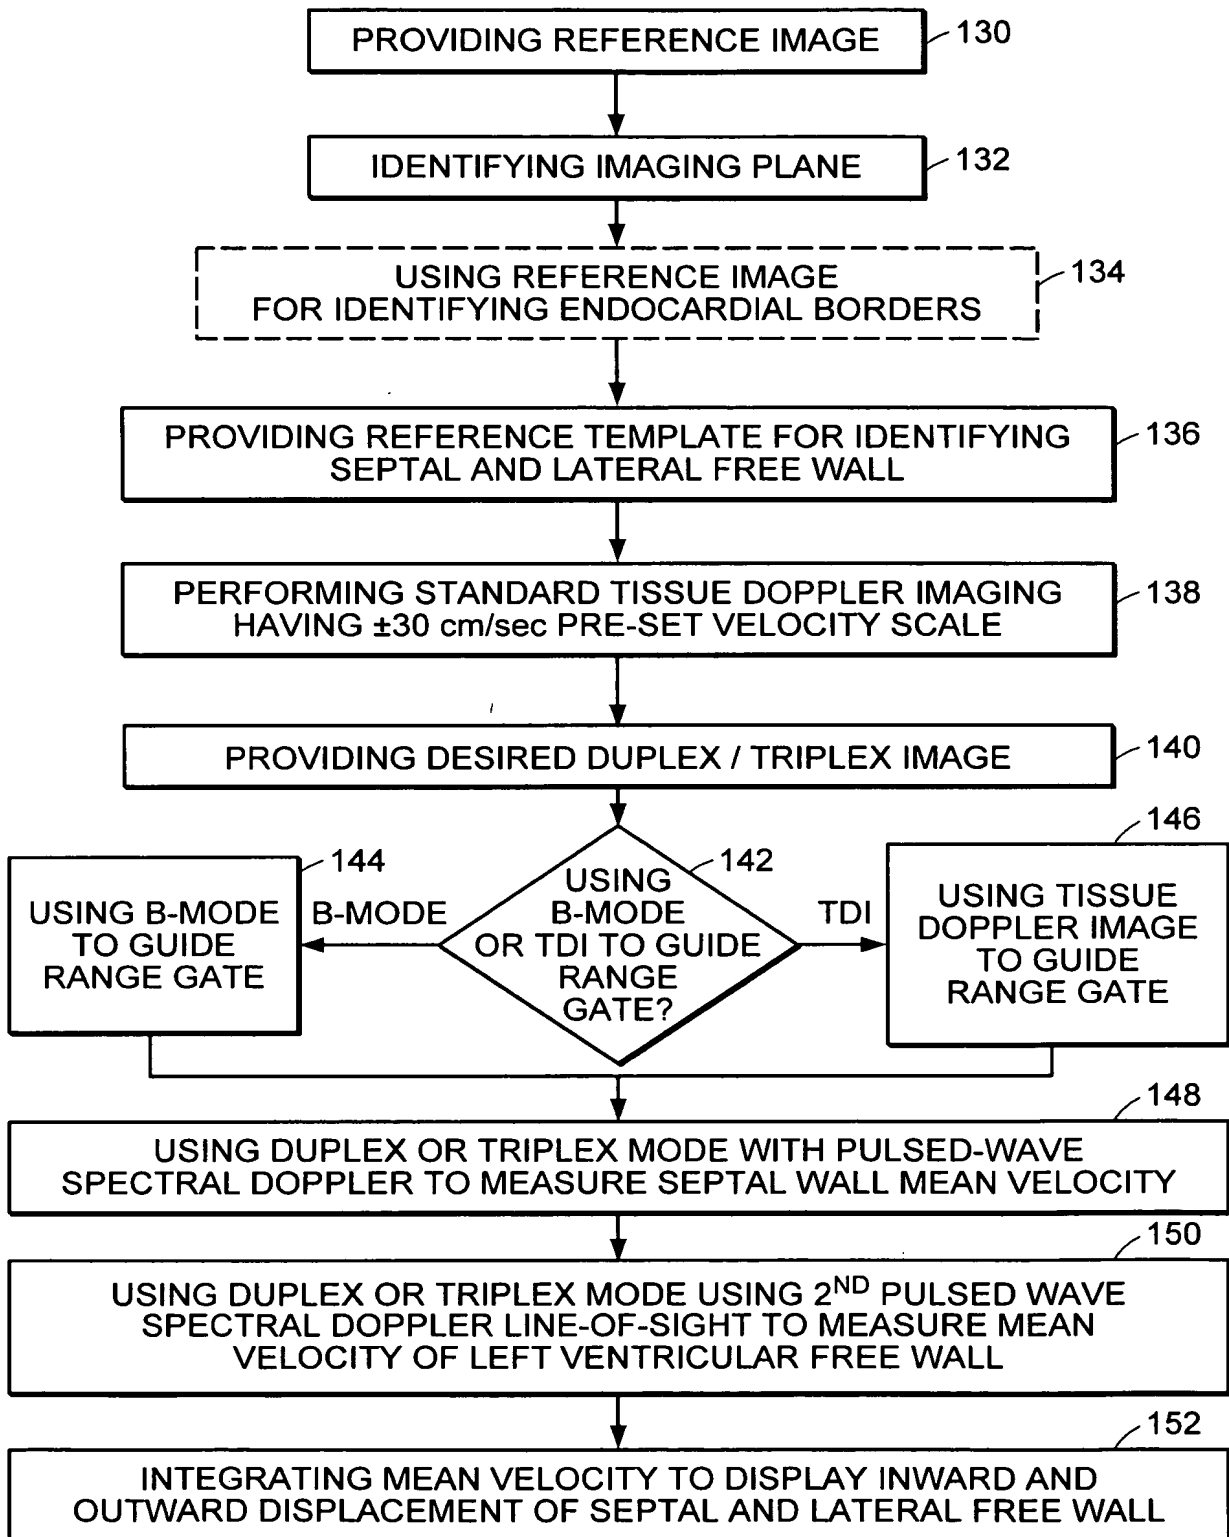 PROVIDING REFERENCE IMAGE
130
IDENTIFYING IMAGING PLANE
132
USING REFERENCE IMAGE
FOR IDENTIFYING ENDOCARDIAL BORDERS
134
PROVIDING REFERENCE TEMPLATE FOR IDENTIFYING
SEPTAL AND LATERAL FREE WALL
136
PERFORMING STANDARD TISSUE DOPPLER IMAGING
HAVING ±30 cm/sec PRE-SET VELOCITY SCALE
138
PROVIDING DESIRED DUPLEX / TRIPLEX IMAGE
140
144
USING B-MODE
TO GUIDE
RANGE GATE
B-MODE
142
USING
B-MODE
OR TDI TO GUIDE
RANGE
GATE?
TDI
146
USING TISSUE
DOPPLER IMAGE
TO GUIDE
RANGE GATE
148
USING DUPLEX OR TRIPLEX MODE WITH PULSED-WAVE
SPECTRAL DOPPLER TO MEASURE SEPTAL WALL MEAN VELOCITY
150
USING DUPLEX OR TRIPLEX MODE USING 2ND PULSED WAVE
SPECTRAL DOPPLER LINE-OF-SIGHT TO MEASURE MEAN
VELOCITY OF LEFT VENTRICULAR FREE WALL
152
INTEGRATING MEAN VELOCITY TO DISPLAY INWARD AND
OUTWARD DISPLACEMENT OF SEPTAL AND LATERAL FREE WALL